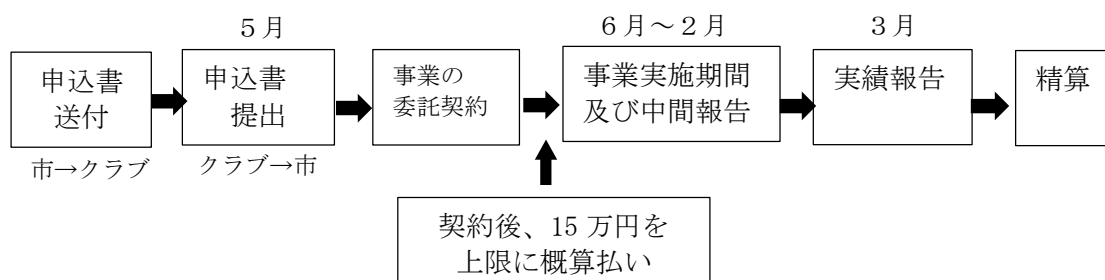 ５月
６月～２月
３月
申込書
送付
申込書
提出
事業の
委託契約
事業実施期間
及び中間報告
実績報告
精算
市→クラブ
クラブ→市
契約後、15 万円を
上限に概算払い